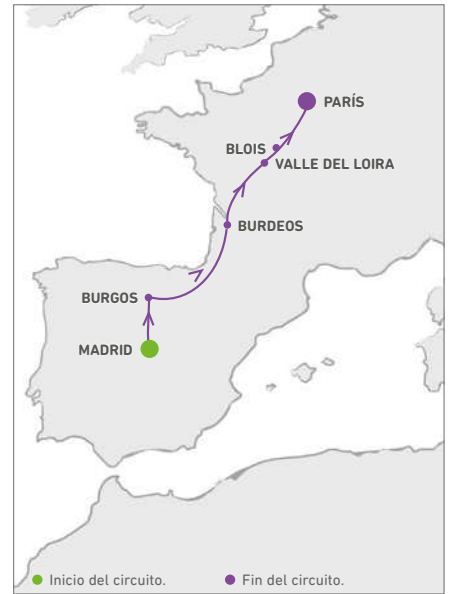 PARÍS
BLOIS
VALLE DEL LOIRA
BURDEOS
BURGOS
MADRID
Inicio del circuito.
Fin del circuito.